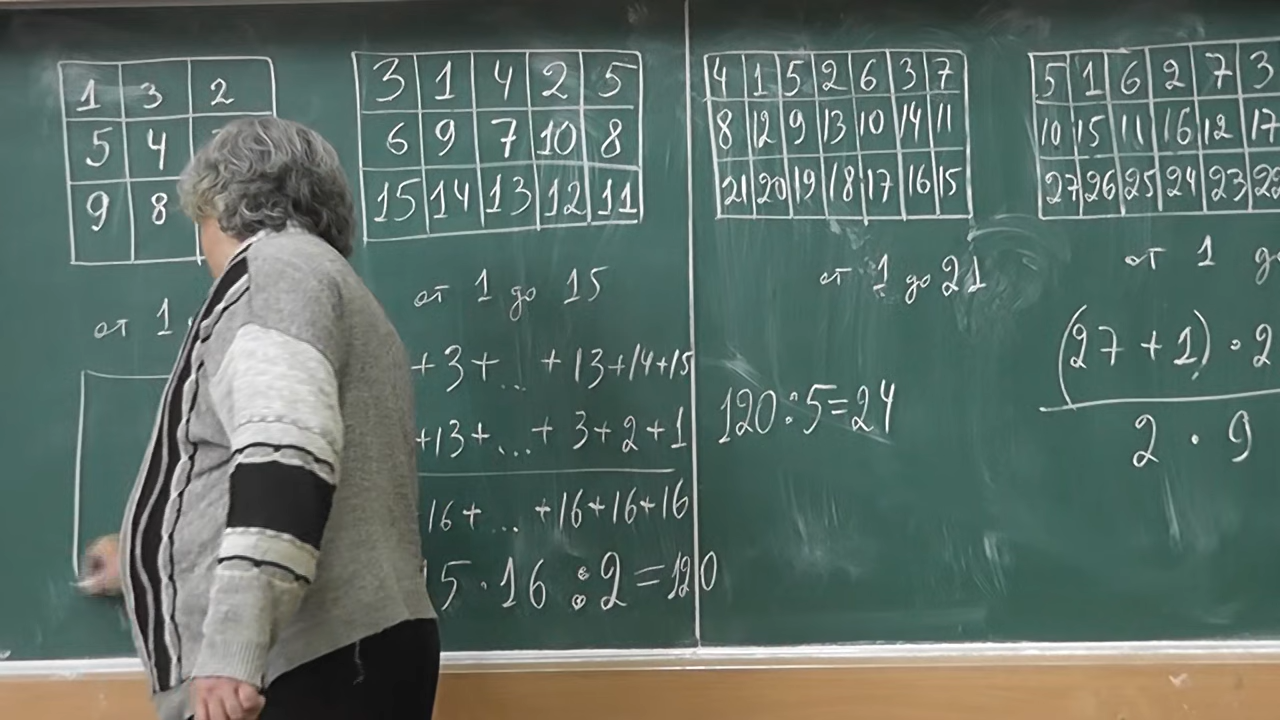 1 3 2
5 4
9 8
от 1
3 1 4 2 5
6 9 7 10 8
15 14 13 12 11
от 1 до 15
+3+... + 13+14+15
+13+...+ 3+2+1
16+... +16+16+16
15·16:2=120
4 1 5 2 6 3 7
8 12 9 13 10 14 11
21 20 19 18 17 16 15
от 1 до 21
120:5=24
5 1 6 2 7 3
10 15 11 16 12 17
27 26 25 24 23 22
от 1 до
(27+1)·2
2·9